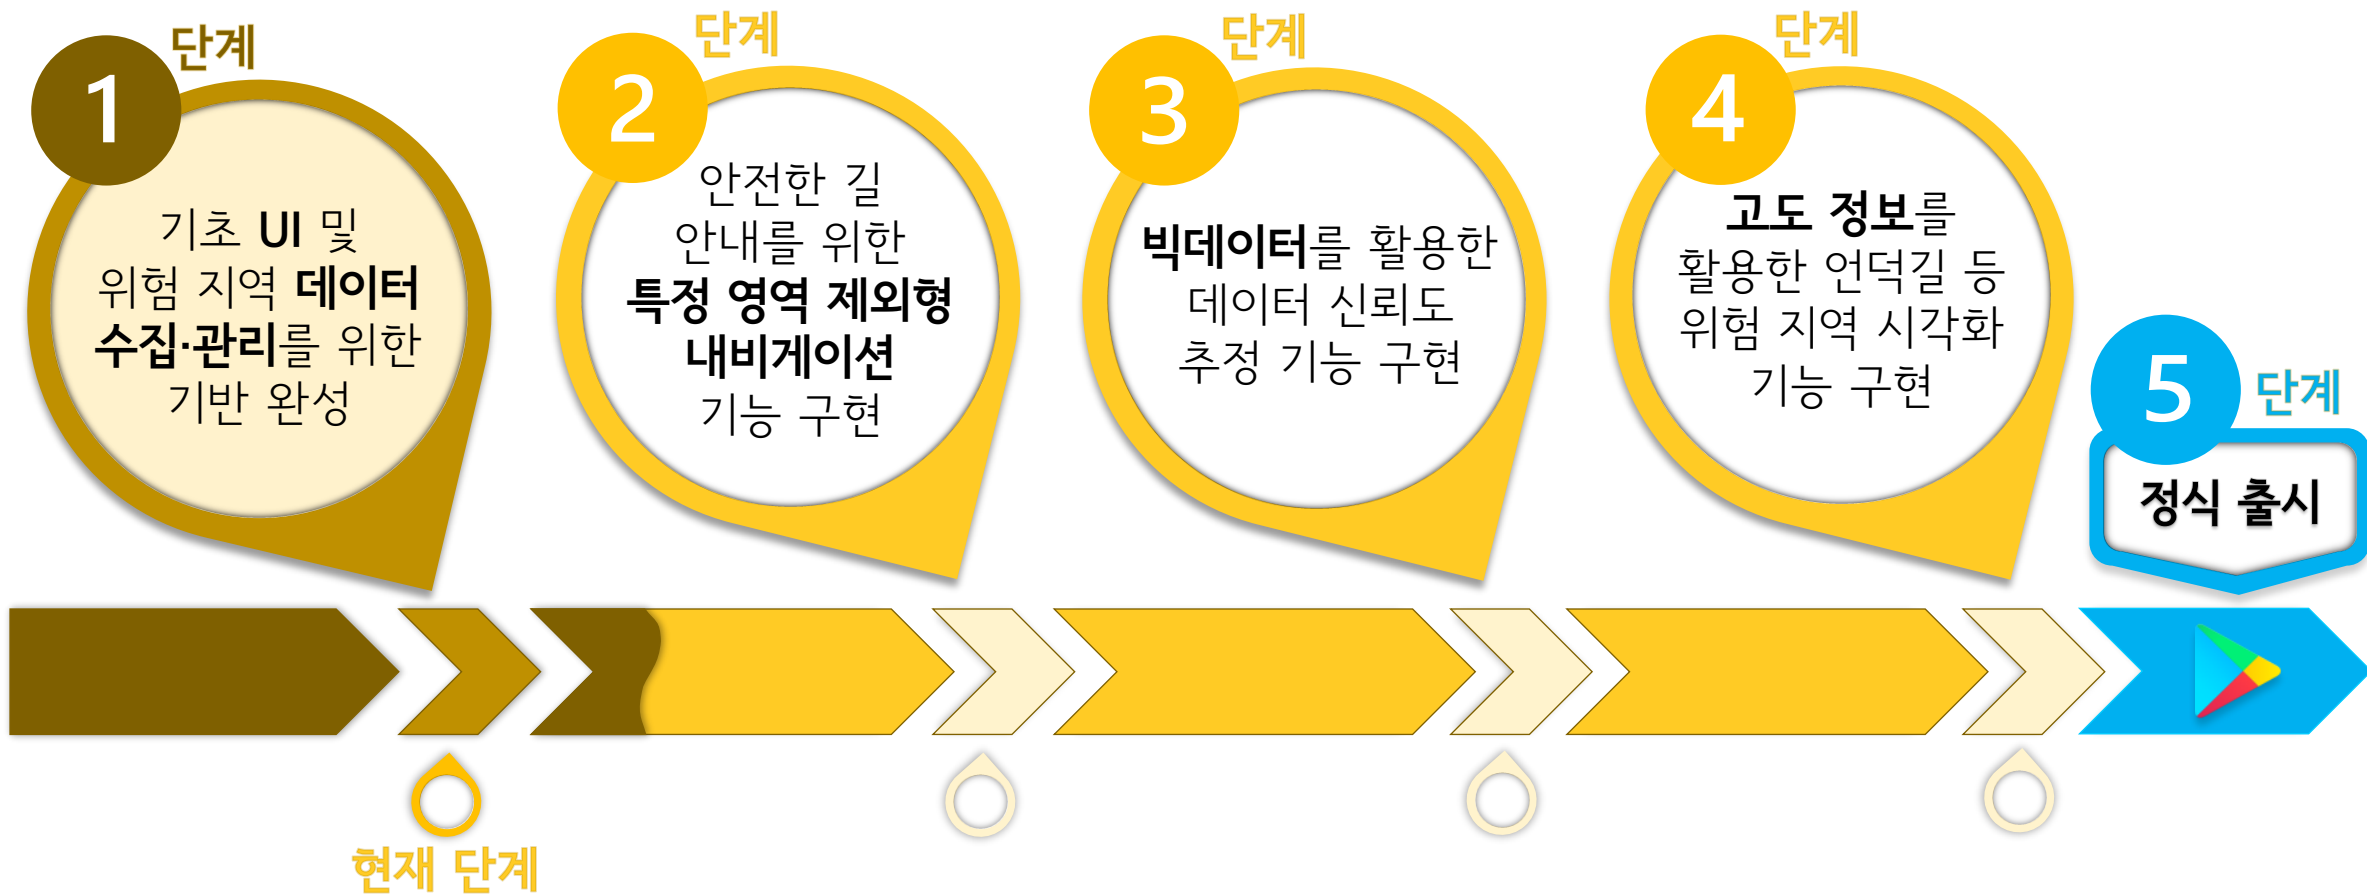 1 단계
기초 UI 및
위험 지역 데이터
수집·관리를 위한
기반 완성
2 단계
안전한 길
안내를 위한
특정 영역 제외형
내비게이션
기능 구현
3 단계
빅데이터를 활용한
데이터 신뢰도
추정 기능 구현
4 단계
고도 정보를
활용한 언덕길 등
위험 지역 시각화
기능 구현
5 단계
정식 출시
현재 단계